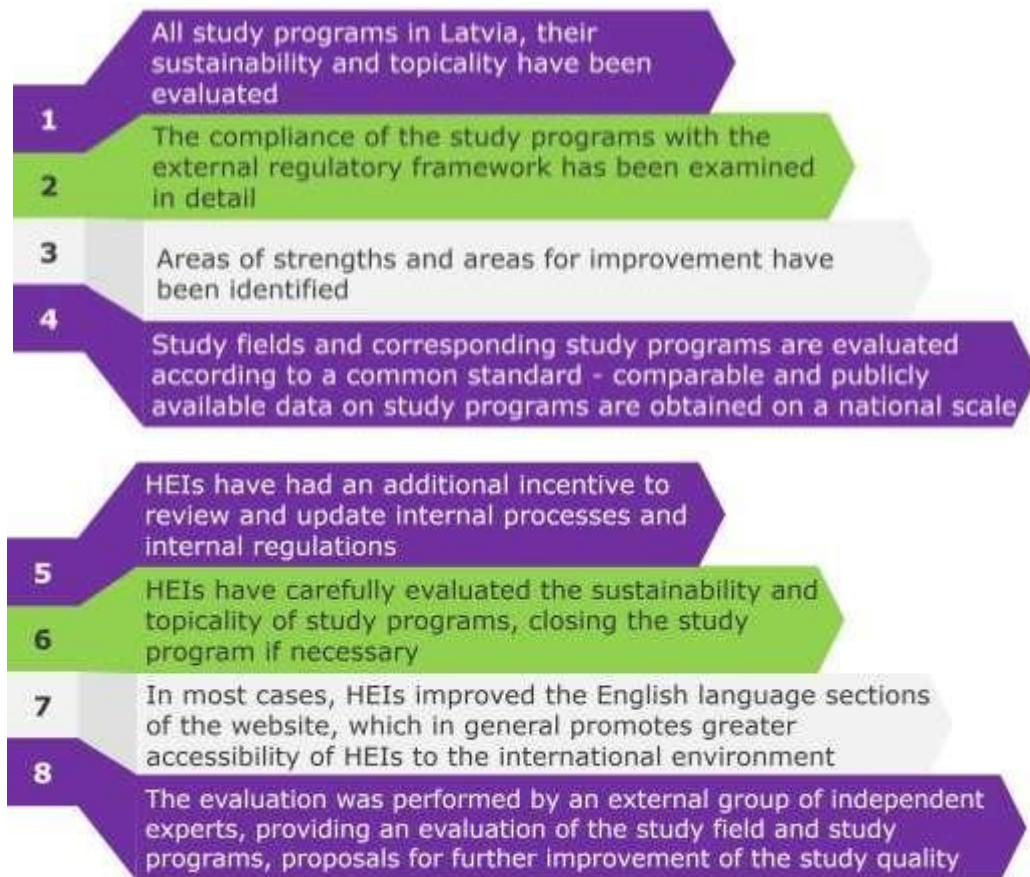 All study programs in Latvia, their
sustainability and topicality have been
evaluated
1
The compliance of the study programs with the
external regulatory framework has been examined
in detail
2
3
Areas of strengths and areas for improvement have
been identified
4
Study fields and corresponding study programs are evaluated
according to a common standard - comparable and publicly
available data on study programs are obtained on a national scale
HEIs have had an additional incentive to
review and update internal processes and
internal regulations
5
HEIs have carefully evaluated the sustainability and
topicality of study programs, closing the study
program if necessary
6
7
In most cases, HEIs improved the English language sections
of the website, which in general promotes greater
accessibility of HEIs to the international environment
8
The evaluation was performed by an external group of independent
experts, providing an evaluation of the study field and study
programs, proposals for further improvement of the study quality